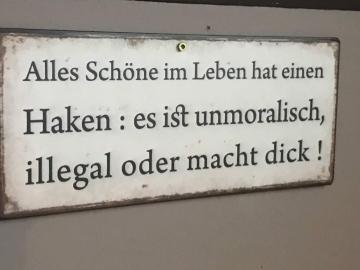 Alles Schöne im Leben hat einen
Haken : es ist unmoralisch,
illegal oder macht dick !